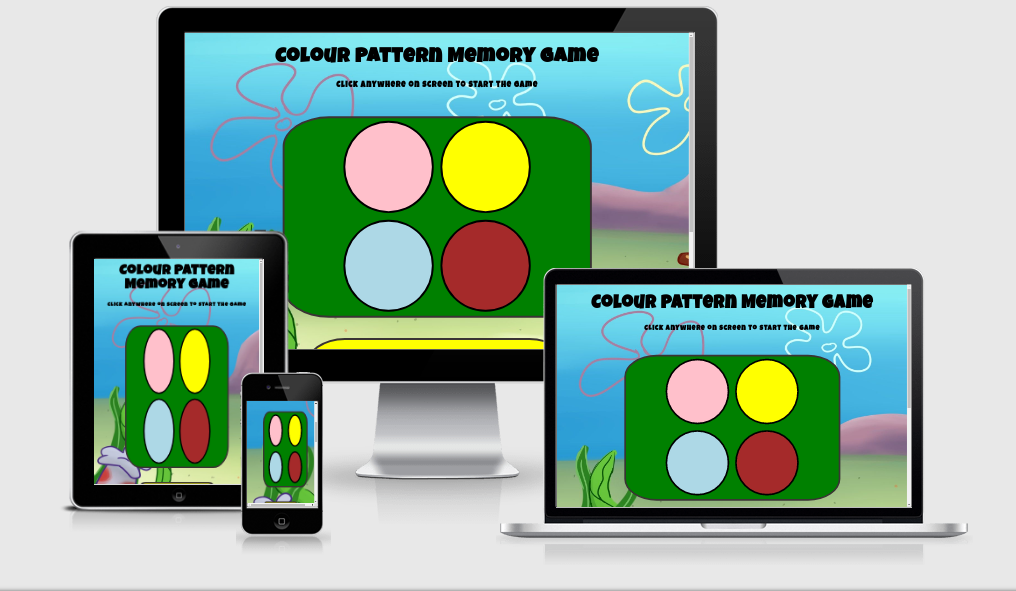 Colour Pattern Memory Game
Click anywhere on screen to start the game
Colour Pattern
Memory Game
Click anywhere on screen to start the game
Colour Pattern Memory Game
Click anywhere on screen to start the game